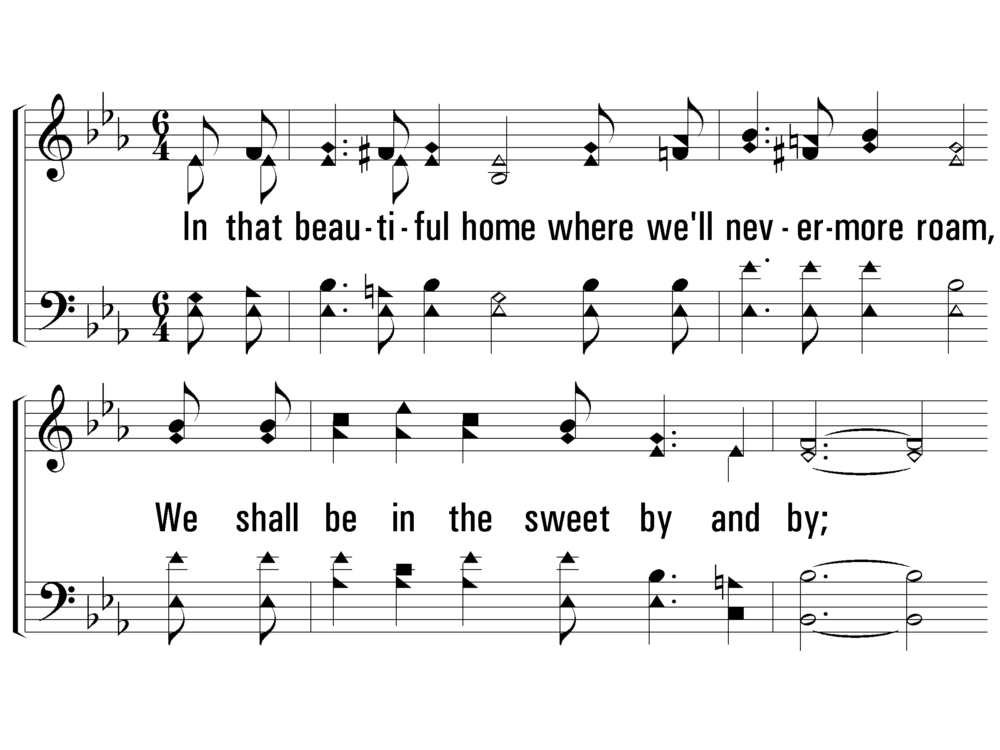 In that beau-ti-ful home where we'll nev-er-more roam,
We shall be in the sweet by and by;